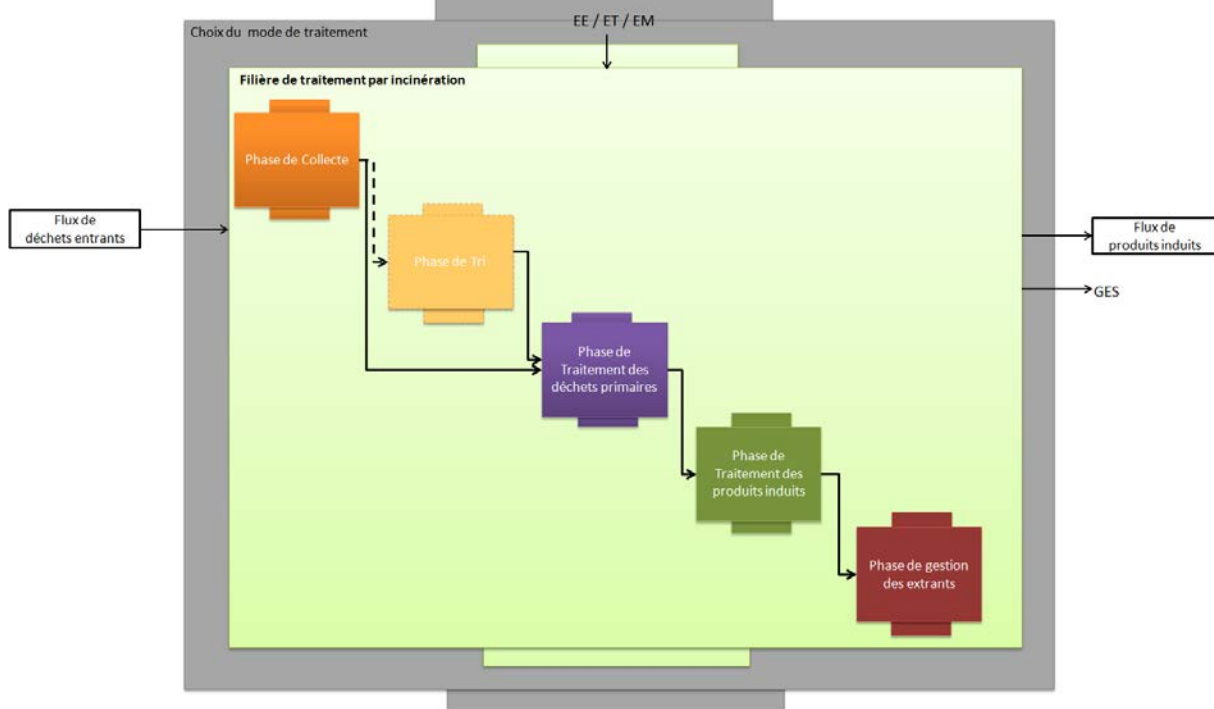 EE / ET / EM
Choix du mode de traitement
Filière de traitement par incinération
Phase de Collecte
Flux de
déchets entrants
Phase de Tri
Flux de
produits induits
GES
Phase de
Traitement des
déchets primaires
Phase de
Traitement des
produits induits
Phase de gestion
des extrants